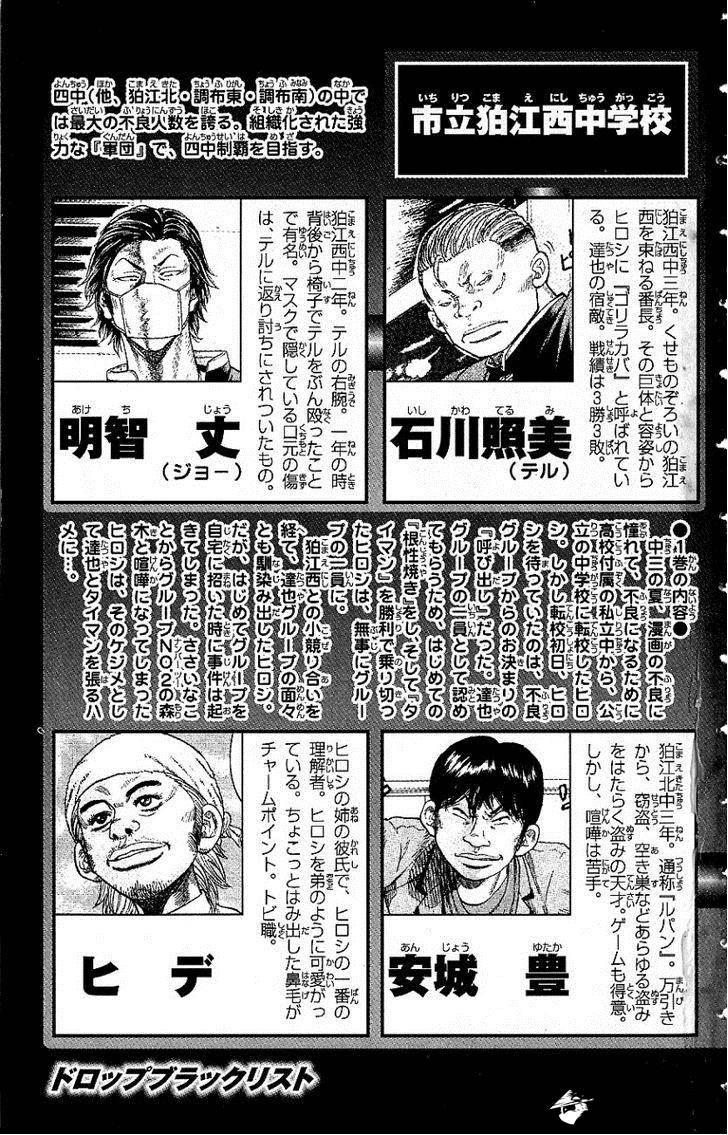 市立狛江西中学校
四中(他、狛江北・調布東・調布南)の中で
は最大の不良人数を誇る。組織化された強
力な『軍団』で、四中制覇を目指す。
狛江西中三年。くせものぞろいの狛江
西を束ねる番長。その巨体と容姿から
ヒロシに『ゴリラカバ』と呼ばれてい
る。達也の宿敵。戦績は3勝3敗。
石川照美
(テル)
狛江西中二年。テルの右腕。一年の時
背後から椅子でテルをぶん殴ったこと
で有名。マスクで隠している口元の傷
は、テルに返り討ちにされついたもの。
明智 丈
(ジョー)
●1巻の内容●
中三の夏、漫画の不良に
憧れて、不良になるために
高校付属の私立中から、公
立の中学校に転校したヒロ
シ。しかし転校初日、ヒロ
シを待っていたのは、不良
グループからのお決まりの
『呼び出し』だった。達也
グループの一員として認め
てもらうため、はじめての
『根性焼き』をし、そして『タ
イマン』を勝利で乗り切っ
たヒロシは、無事にグルー
プの一員に。
狛江西との小競り合いを
経て、達也グループの面々
とも馴染み出したヒロシ。
だが、はじめてグループを
自宅に招いた時に事件は起
きてしまった。ささいなこ
とからグループNO2の森
木と喧嘩になってしまった
ヒロシは、そのケジメとし
て達也とタイマンを張るハ
メに…。
狛江北中三年。通称『ルパン』。万引き
から、窃盗、空き巣などあらゆる盗み
をはたらく盗みの天才。ゲームも得意。
しかし、喧嘩は苦手。
安城 豊
ヒロシの姉の彼氏で、ヒロシの一番の
理解者。ヒロシを弟のように可愛がっ
ている。ちょこっとはみ出した鼻毛が
チャームポイント。トビ職。
ヒデ
ドロップブラックリスト